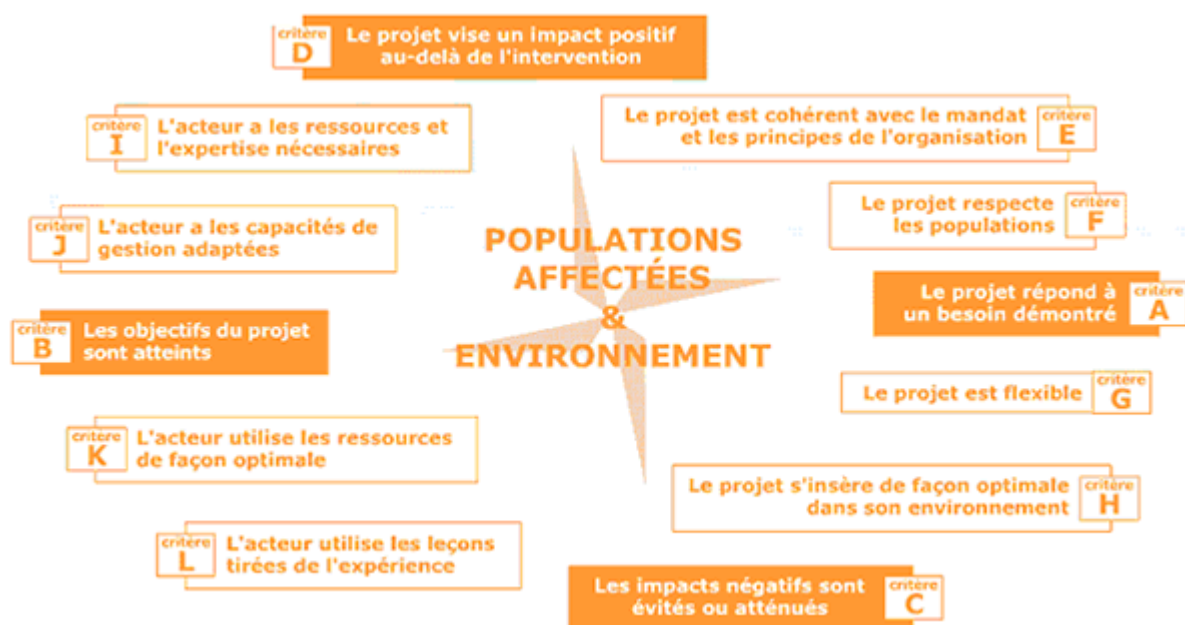 critère
D
Le projet vise un impact positif
au-delà de l'intervention
critère
I
L'acteur a les ressources et
l'expertise nécessaires
Le projet est cohérent avec le mandat
et les principes de l'organisation
critère
E
critère
J
L'acteur a les capacités de
gestion adaptées
Le projet respecte
les populations
critère
F
POPULATIONS
AFFECTÉES
&
ENVIRONNEMENT
Le projet répond à
un besoin démontré
critère
A
critère
B
Les objectifs du projet
sont atteints
Le projet est flexible
critère
G
critère
K
L'acteur utilise les ressources
de façon optimale
Le projet s'insère de façon optimale
dans son environnement
critère
H
critère
L
L'acteur utilise les leçons
tirées de l'expérience
Les impacts négatifs sont
évités ou atténués
critère
C